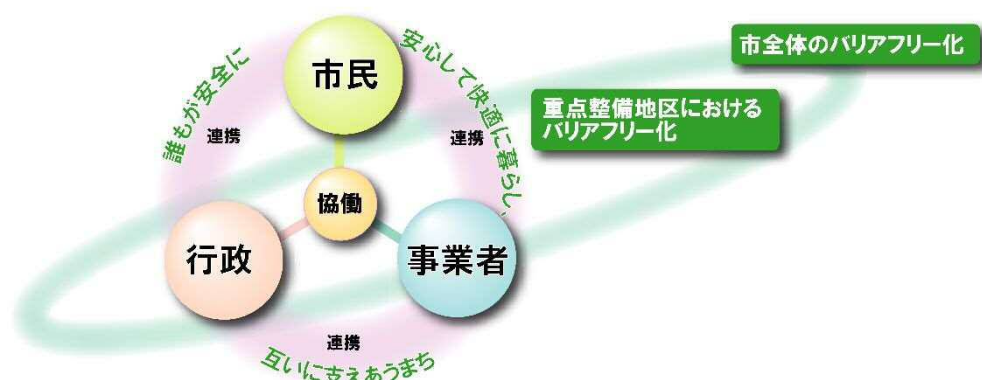 市全体のバリアフリー化
重点整備地区における
バリアフリー化
誰もが安全に
安心して快適に暮らし、
互いに支えあうまち
市民
連携
連携
協働
行政
事業者
連携